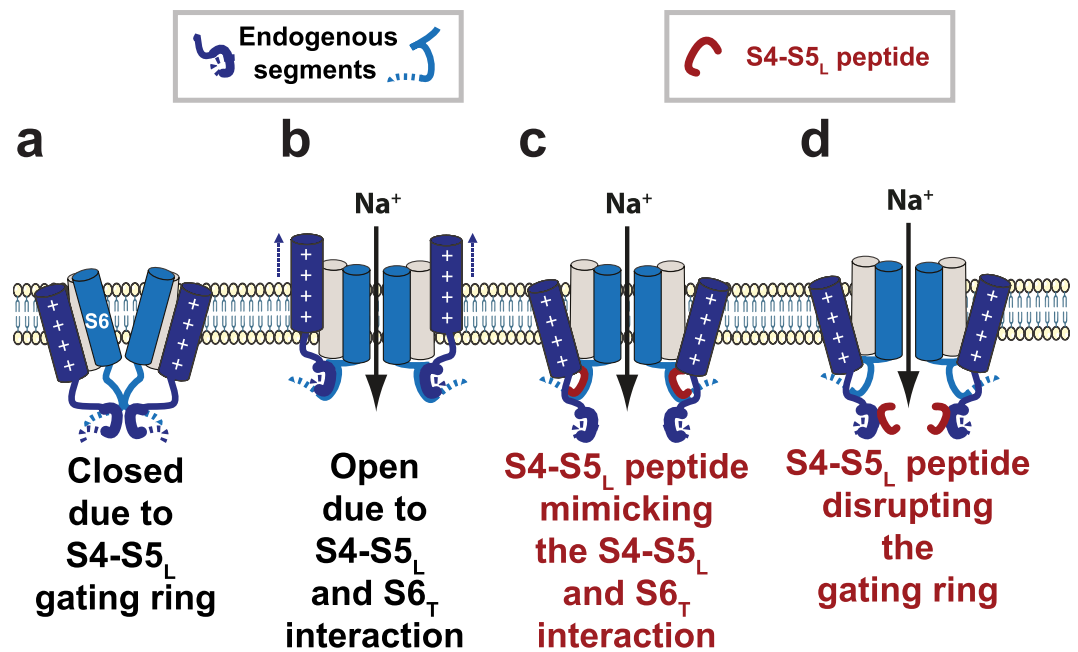 Endogenous
segments
S4-S5L peptide
a
b
c
d
Na+
Na+
Na+
S6
+ + + +
+ + + +
+ + + +
+ + + +
+ + + +
+ + + +
+ + + +
+ + + +
Closed
due to
S4-S5L
gating ring
Open
due to
S4-S5L
and S6T
interaction
S4-S5L peptide
mimicking
the S4-S5L
and S6T
interaction
S4-S5L peptide
disrupting
the
gating ring